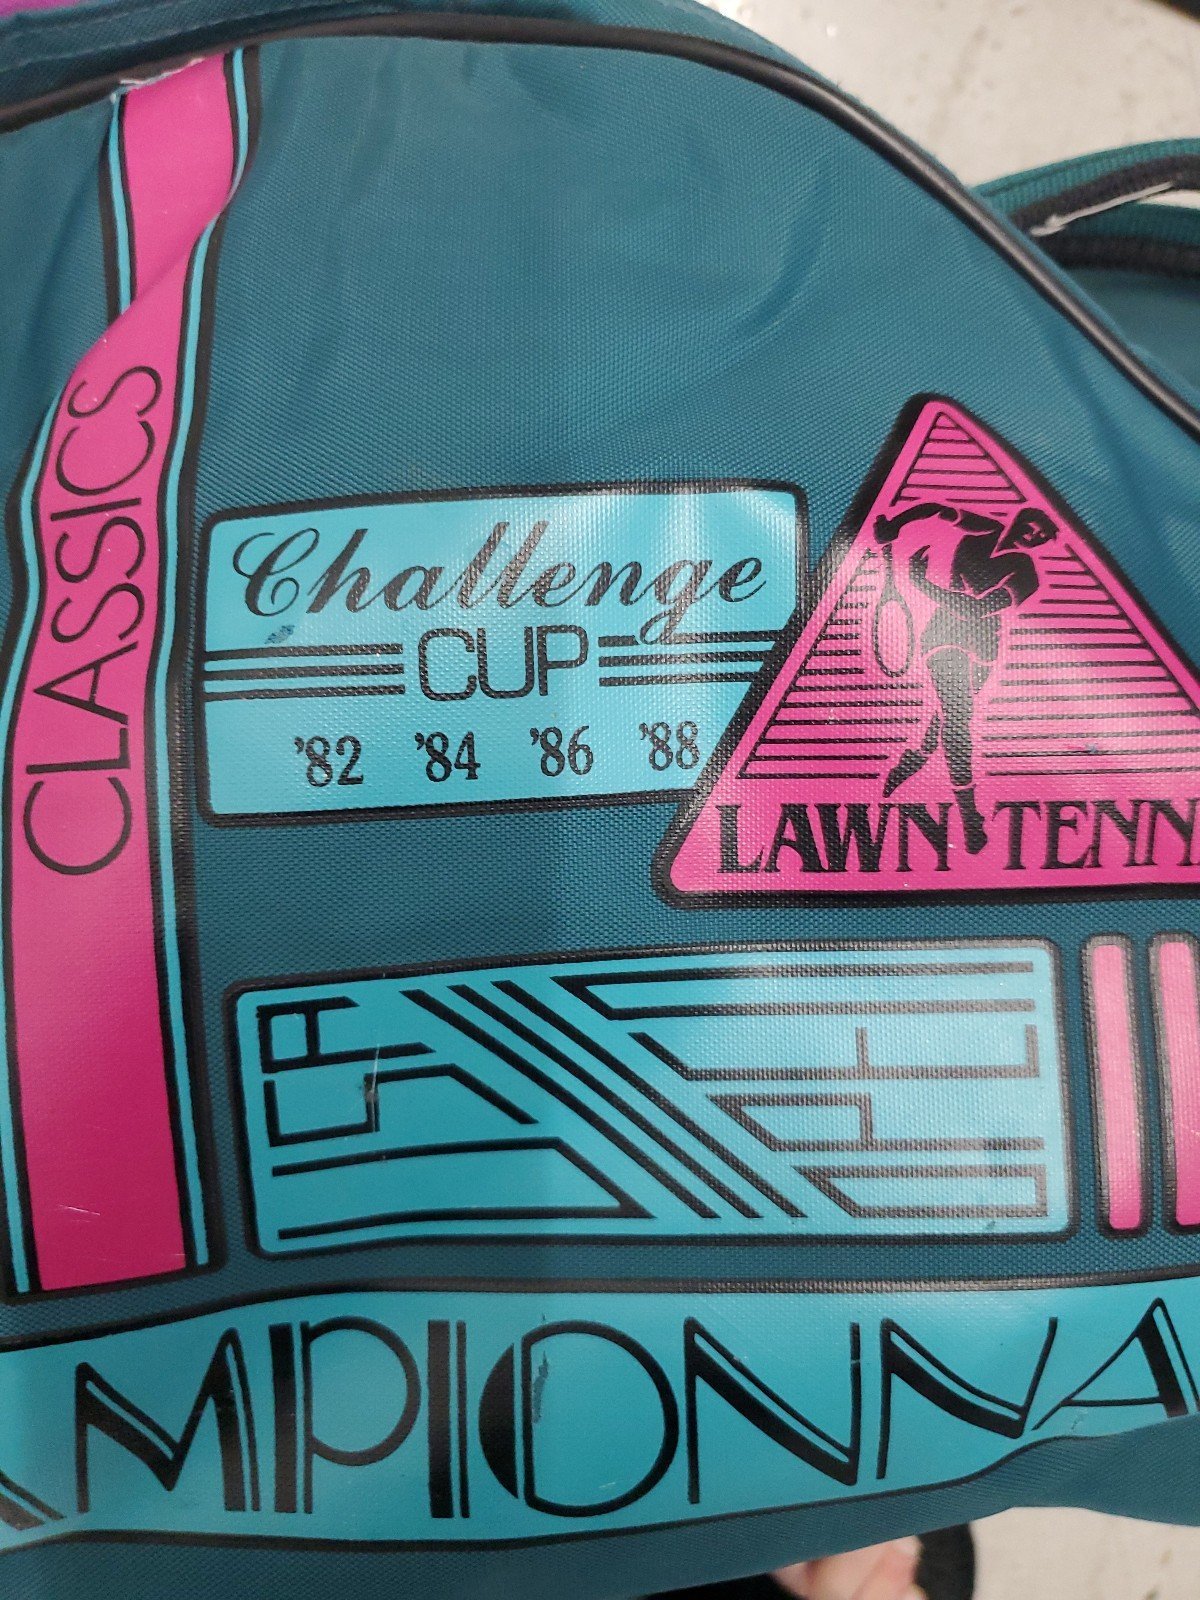 CLASSICS
Challenge
CUP
'82 '84 '86 '88
LAWN TENN
MPIONNA